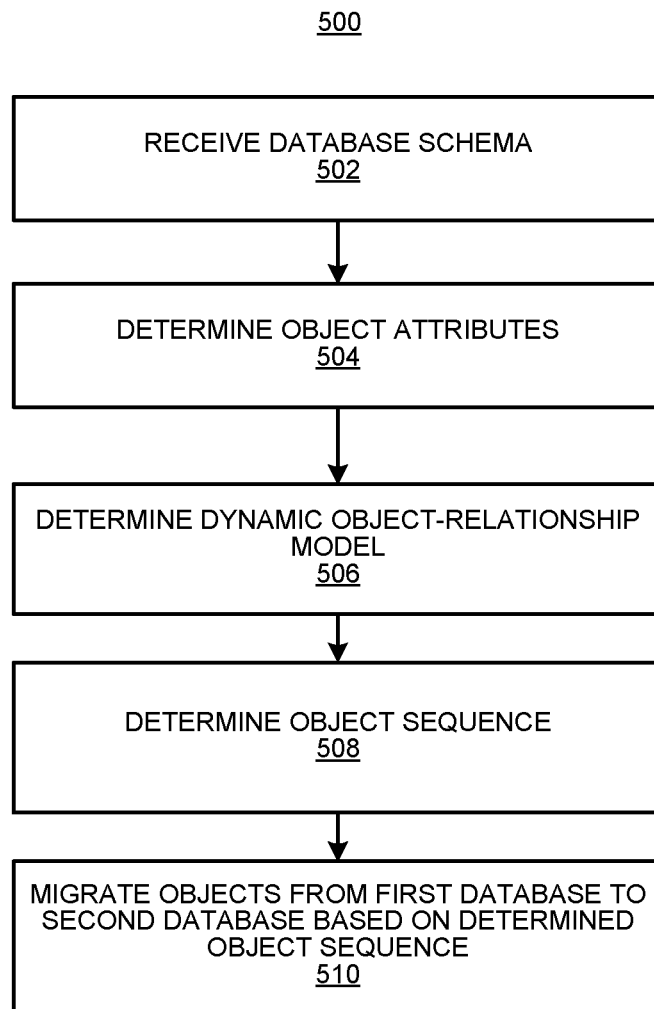 500
RECEIVE DATABASE SCHEMA
502
DETERMINE OBJECT ATTRIBUTES
504
DETERMINE DYNAMIC OBJECT-RELATIONSHIP
MODEL
506
DETERMINE OBJECT SEQUENCE
508
MIGRATE OBJECTS FROM FIRST DATABASE TO
SECOND DATABASE BASED ON DETERMINED
OBJECT SEQUENCE
510